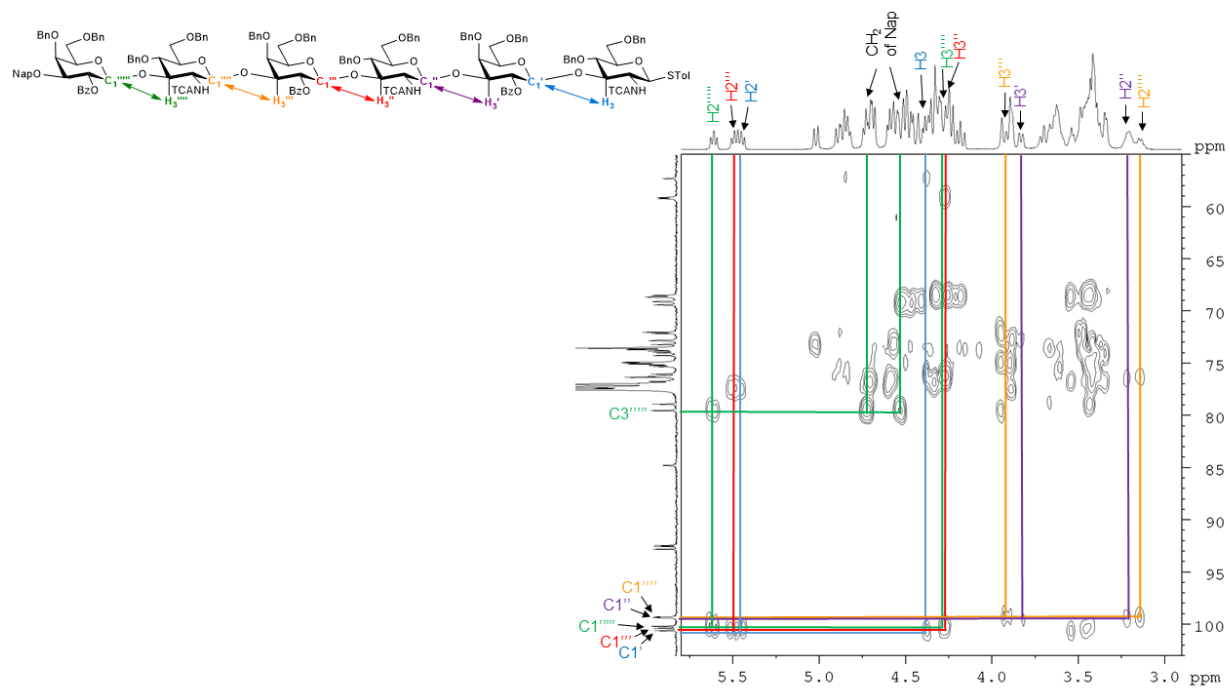 OBn OBn OBn OBn OBn OBn OBn OBn OBn
BnO BnO BnO
NapO O O O O O O O O O O O STol
C1''''' C1'''' C1''' C1'' C1'
BzO TCANH BzO TCANH BzO TCANH
H3'''' H3''' H3'' H3' H3
H2'''''
H2'''
H2'
CH2
of Nap
H3
H3''''
H3''
H3'''
H3'
H2''
H2''''
ppm
60
65
70
75
80
85
90
95
100
C3'''''
C1''''
C1''
C1'''''
C1'''
C1'
5.5 5.0 4.5 4.0 3.5 3.0 ppm